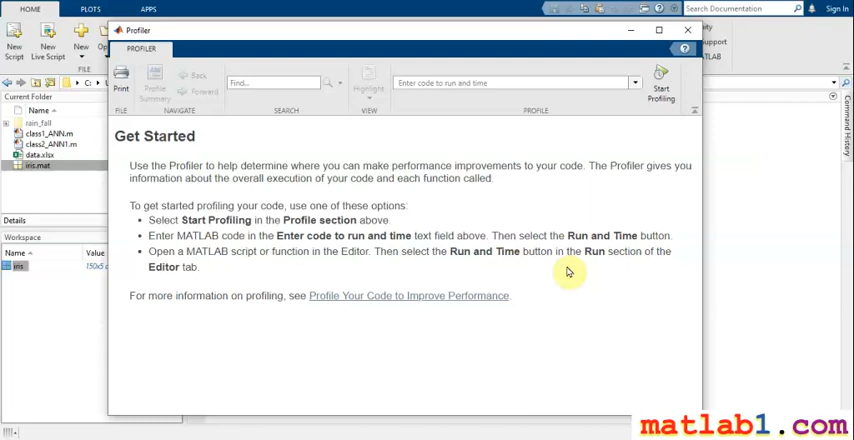 HOME PLOTS APPS
Search Documentation
Sign In
New
Script
New
Live Script
New
FILE
Support
MATLAB
C:
Current Folder
Name
rain_fall
class1_ANN.m
class2_ANN1.m
data.xlsx
iris.mat
Details
Workspace
Name
Value
iris
Command History
Profiler
PROFILER
Print
Profile
Summary
Back
Forward
Find...
Highlight
Enter code to run and time
Start
Profiling
FILE NAVIGATE SEARCH VIEW PROFILE
Get Started
Use the Profiler to help determine where you can make performance improvements to your code. The Profiler gives you
information about the overall execution of your code and each function called.
To get started profiling your code, use one of these options:
• Select Start Profiling in the Profile section above.
• Enter MATLAB code in the Enter code to run and time text field above. Then select the Run and Time button.
• Open a MATLAB script or function in the Editor. Then select the Run and Time button in the Run section of the
Editor tab.
For more information on profiling, see Profile Your Code to Improve Performance.
matlab1.com